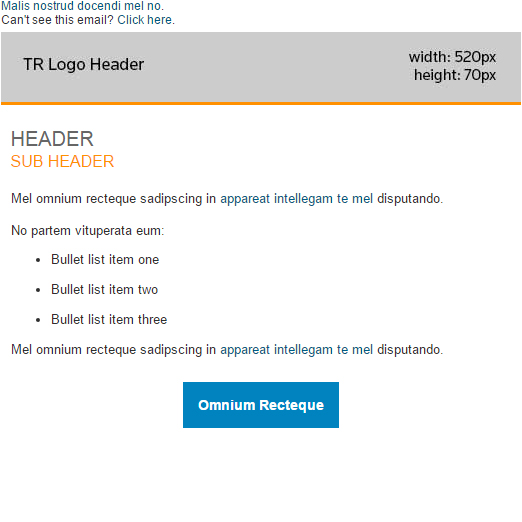 Malis nostrud docendi mel no.
Can't see this email? Click here.
TR Logo Header
width: 520px
height: 70px
HEADER
SUB HEADER
Mel omnium recteque sadipscing in appareat intellegam te mel disputando.
No partem vituperata eum:
• Bullet list item one
• Bullet list item two
• Bullet list item three
Mel omnium recteque sadipscing in appareat intellegam te mel disputando.
Omnium Recteque